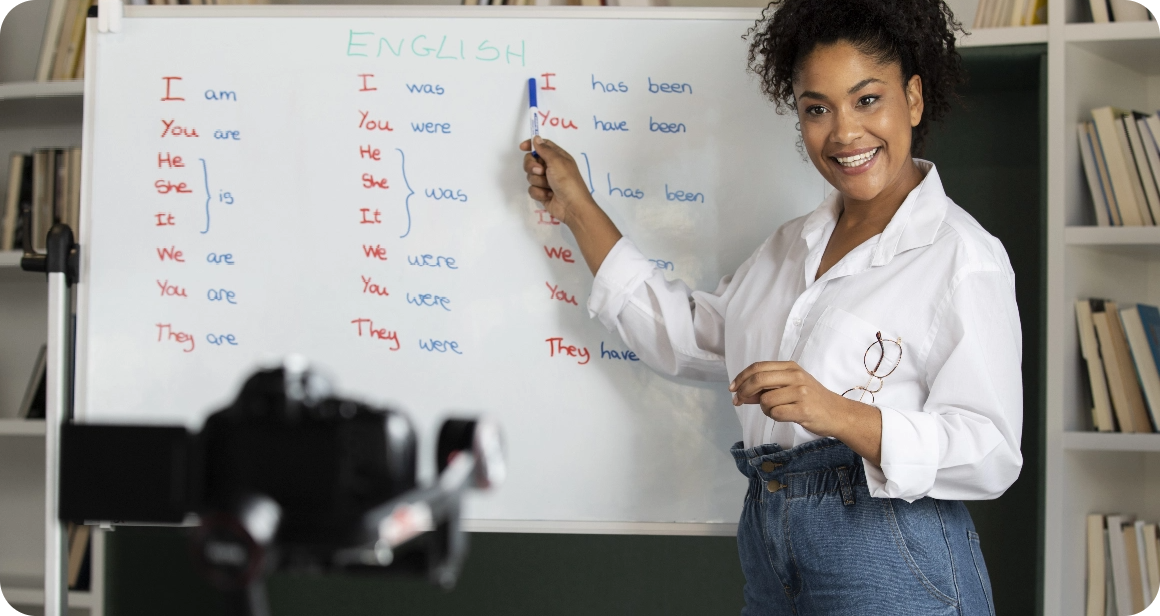 ENGLISH
I am
You are
He
She
It
is
We are
You are
They are
I was
You were
He
She
It
was
We were
You were
They were
I has been
You have been
has been
It
We
You
They have